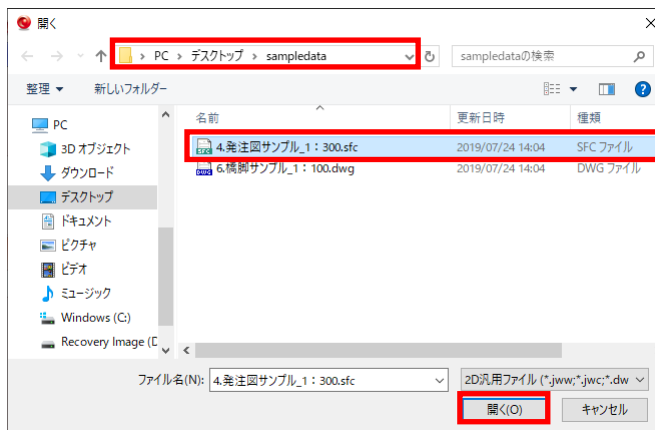 開く
PC › デスクトップ › sampledata
sampledataの検索
整理
新しいフォルダー
名前
更新日時
種類
PC
3D オブジェクト
ダウンロード
デスクトップ
ドキュメント
ピクチャ
ビデオ
ミュージック
Windows (C:)
Recovery Image (D
4.発注図サンプル_1：300.sfc
2019/07/24 14:04
SFC ファイル
6.橋脚サンプル_1：100.dwg
2019/07/24 14:04
DWG ファイル
ファイル名(N):
4.発注図サンプル_1：300.sfc
2D汎用ファイル (*.jww;*.jwc;*.dw
開く(O)
キャンセル